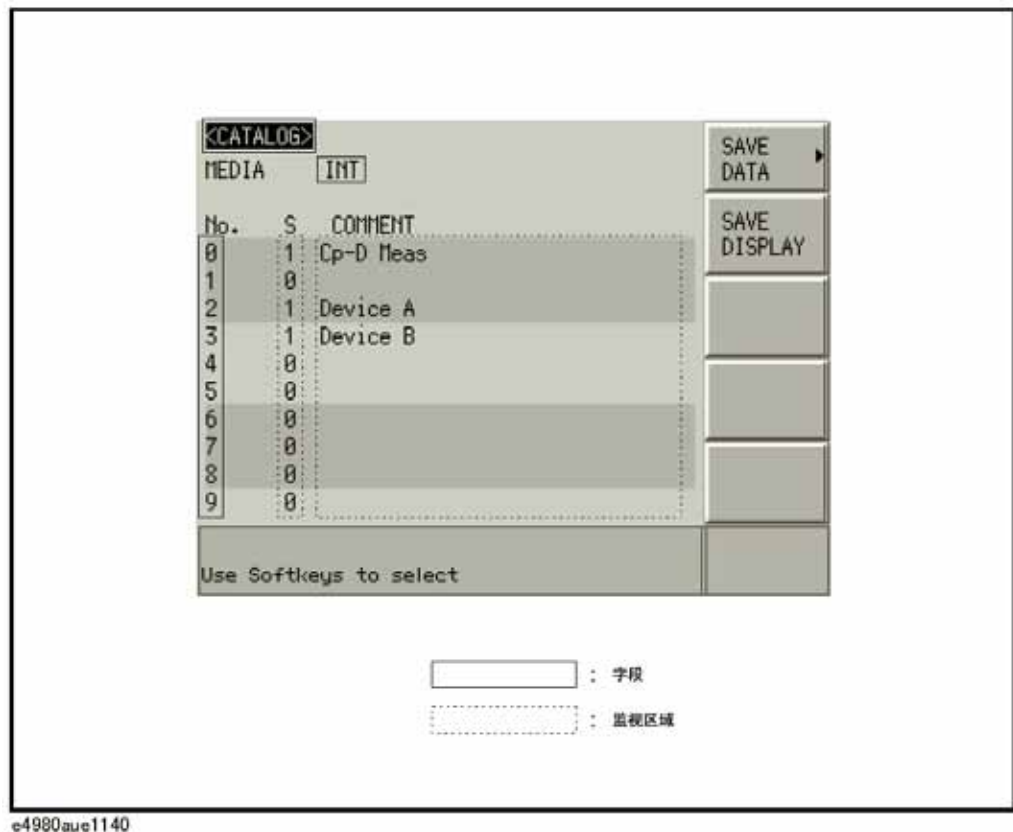 <CATALOG>
MEDIA INT
No. S COMMENT
0 1 Cp-D Meas
1 0
2 1 Device A
3 1 Device B
4 0
5 0
6 0
7 0
8 0
9 0
Use Softkeys to select
SAVE
DATA
SAVE
DISPLAY
: 字段
: 监视区域
e4980aue1140